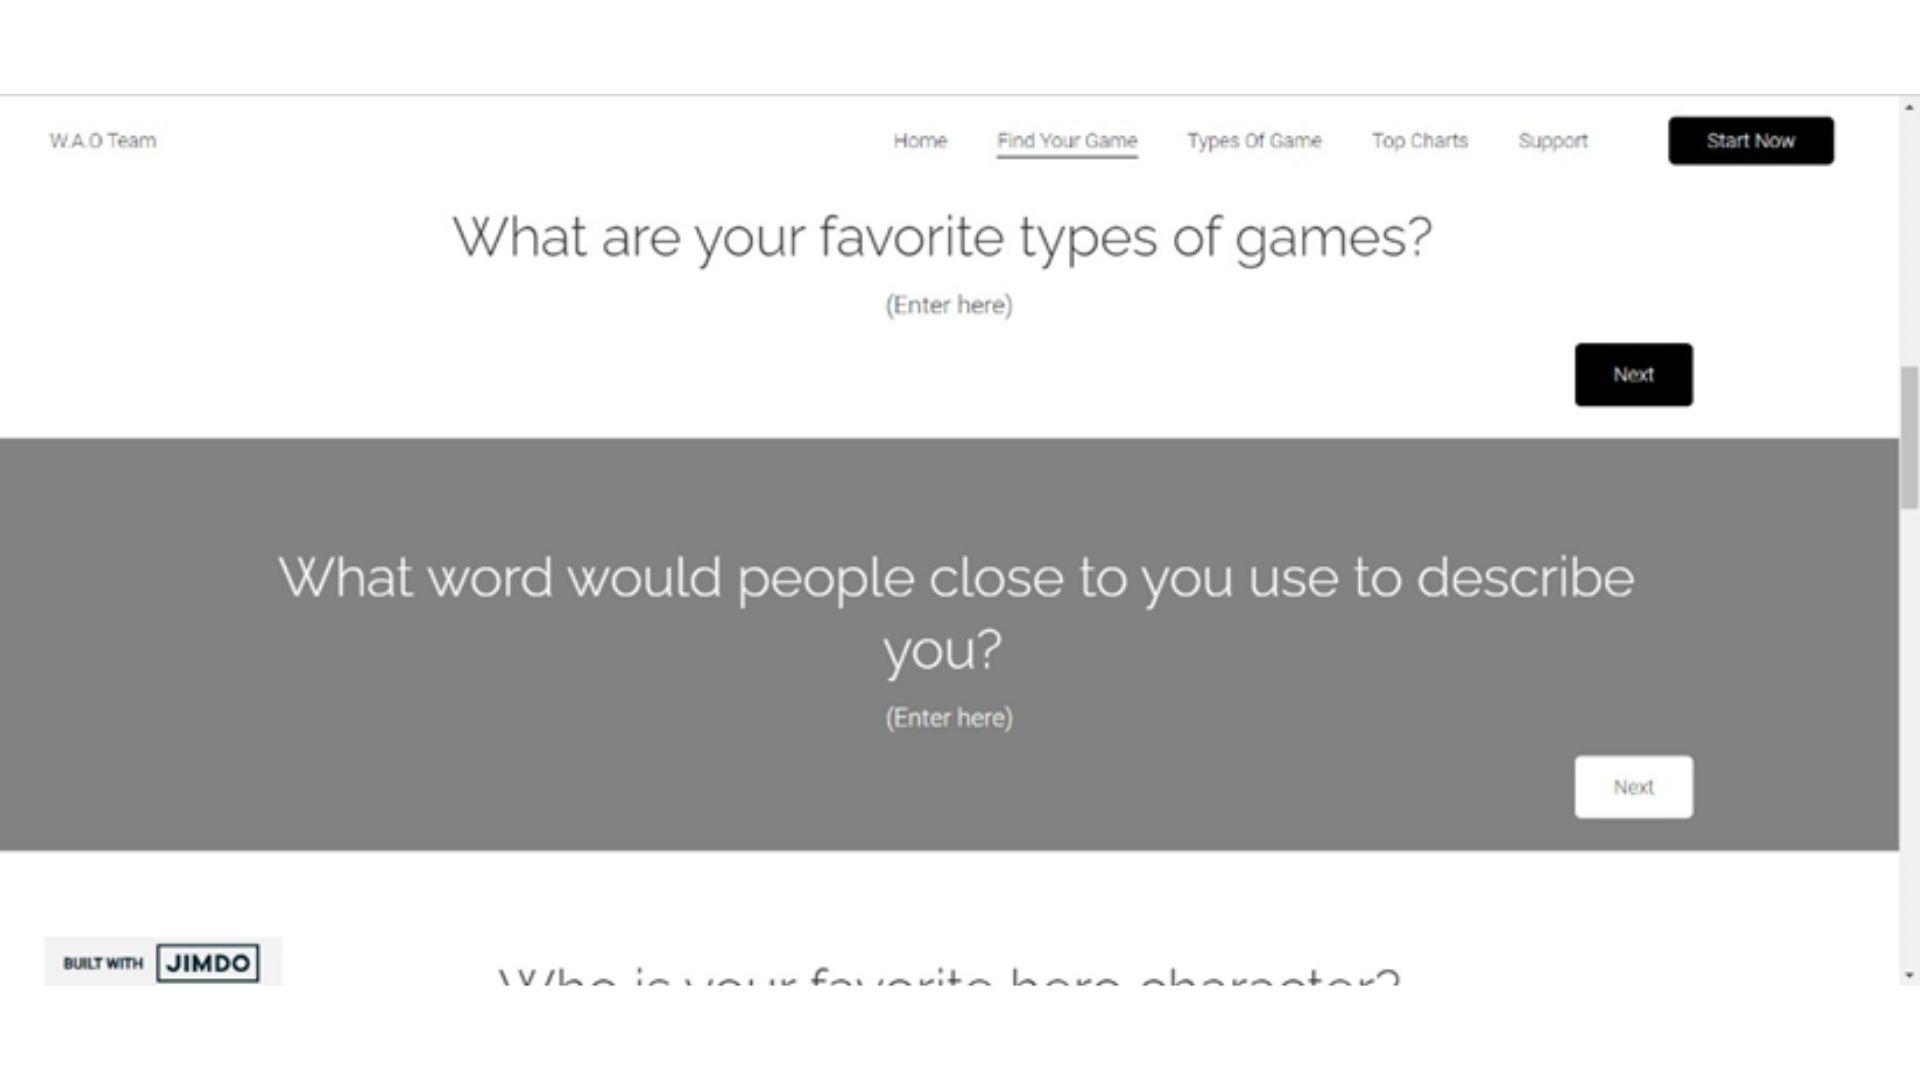 W.A.O Team
Home Find Your Game Types Of Game Top Charts Support Start Now
What are your favorite types of games?
(Enter here)
Next
What word would people close to you use to describe
you?
(Enter here)
Next
BUILT WITH JIMDO
Who is your favorite hero character?